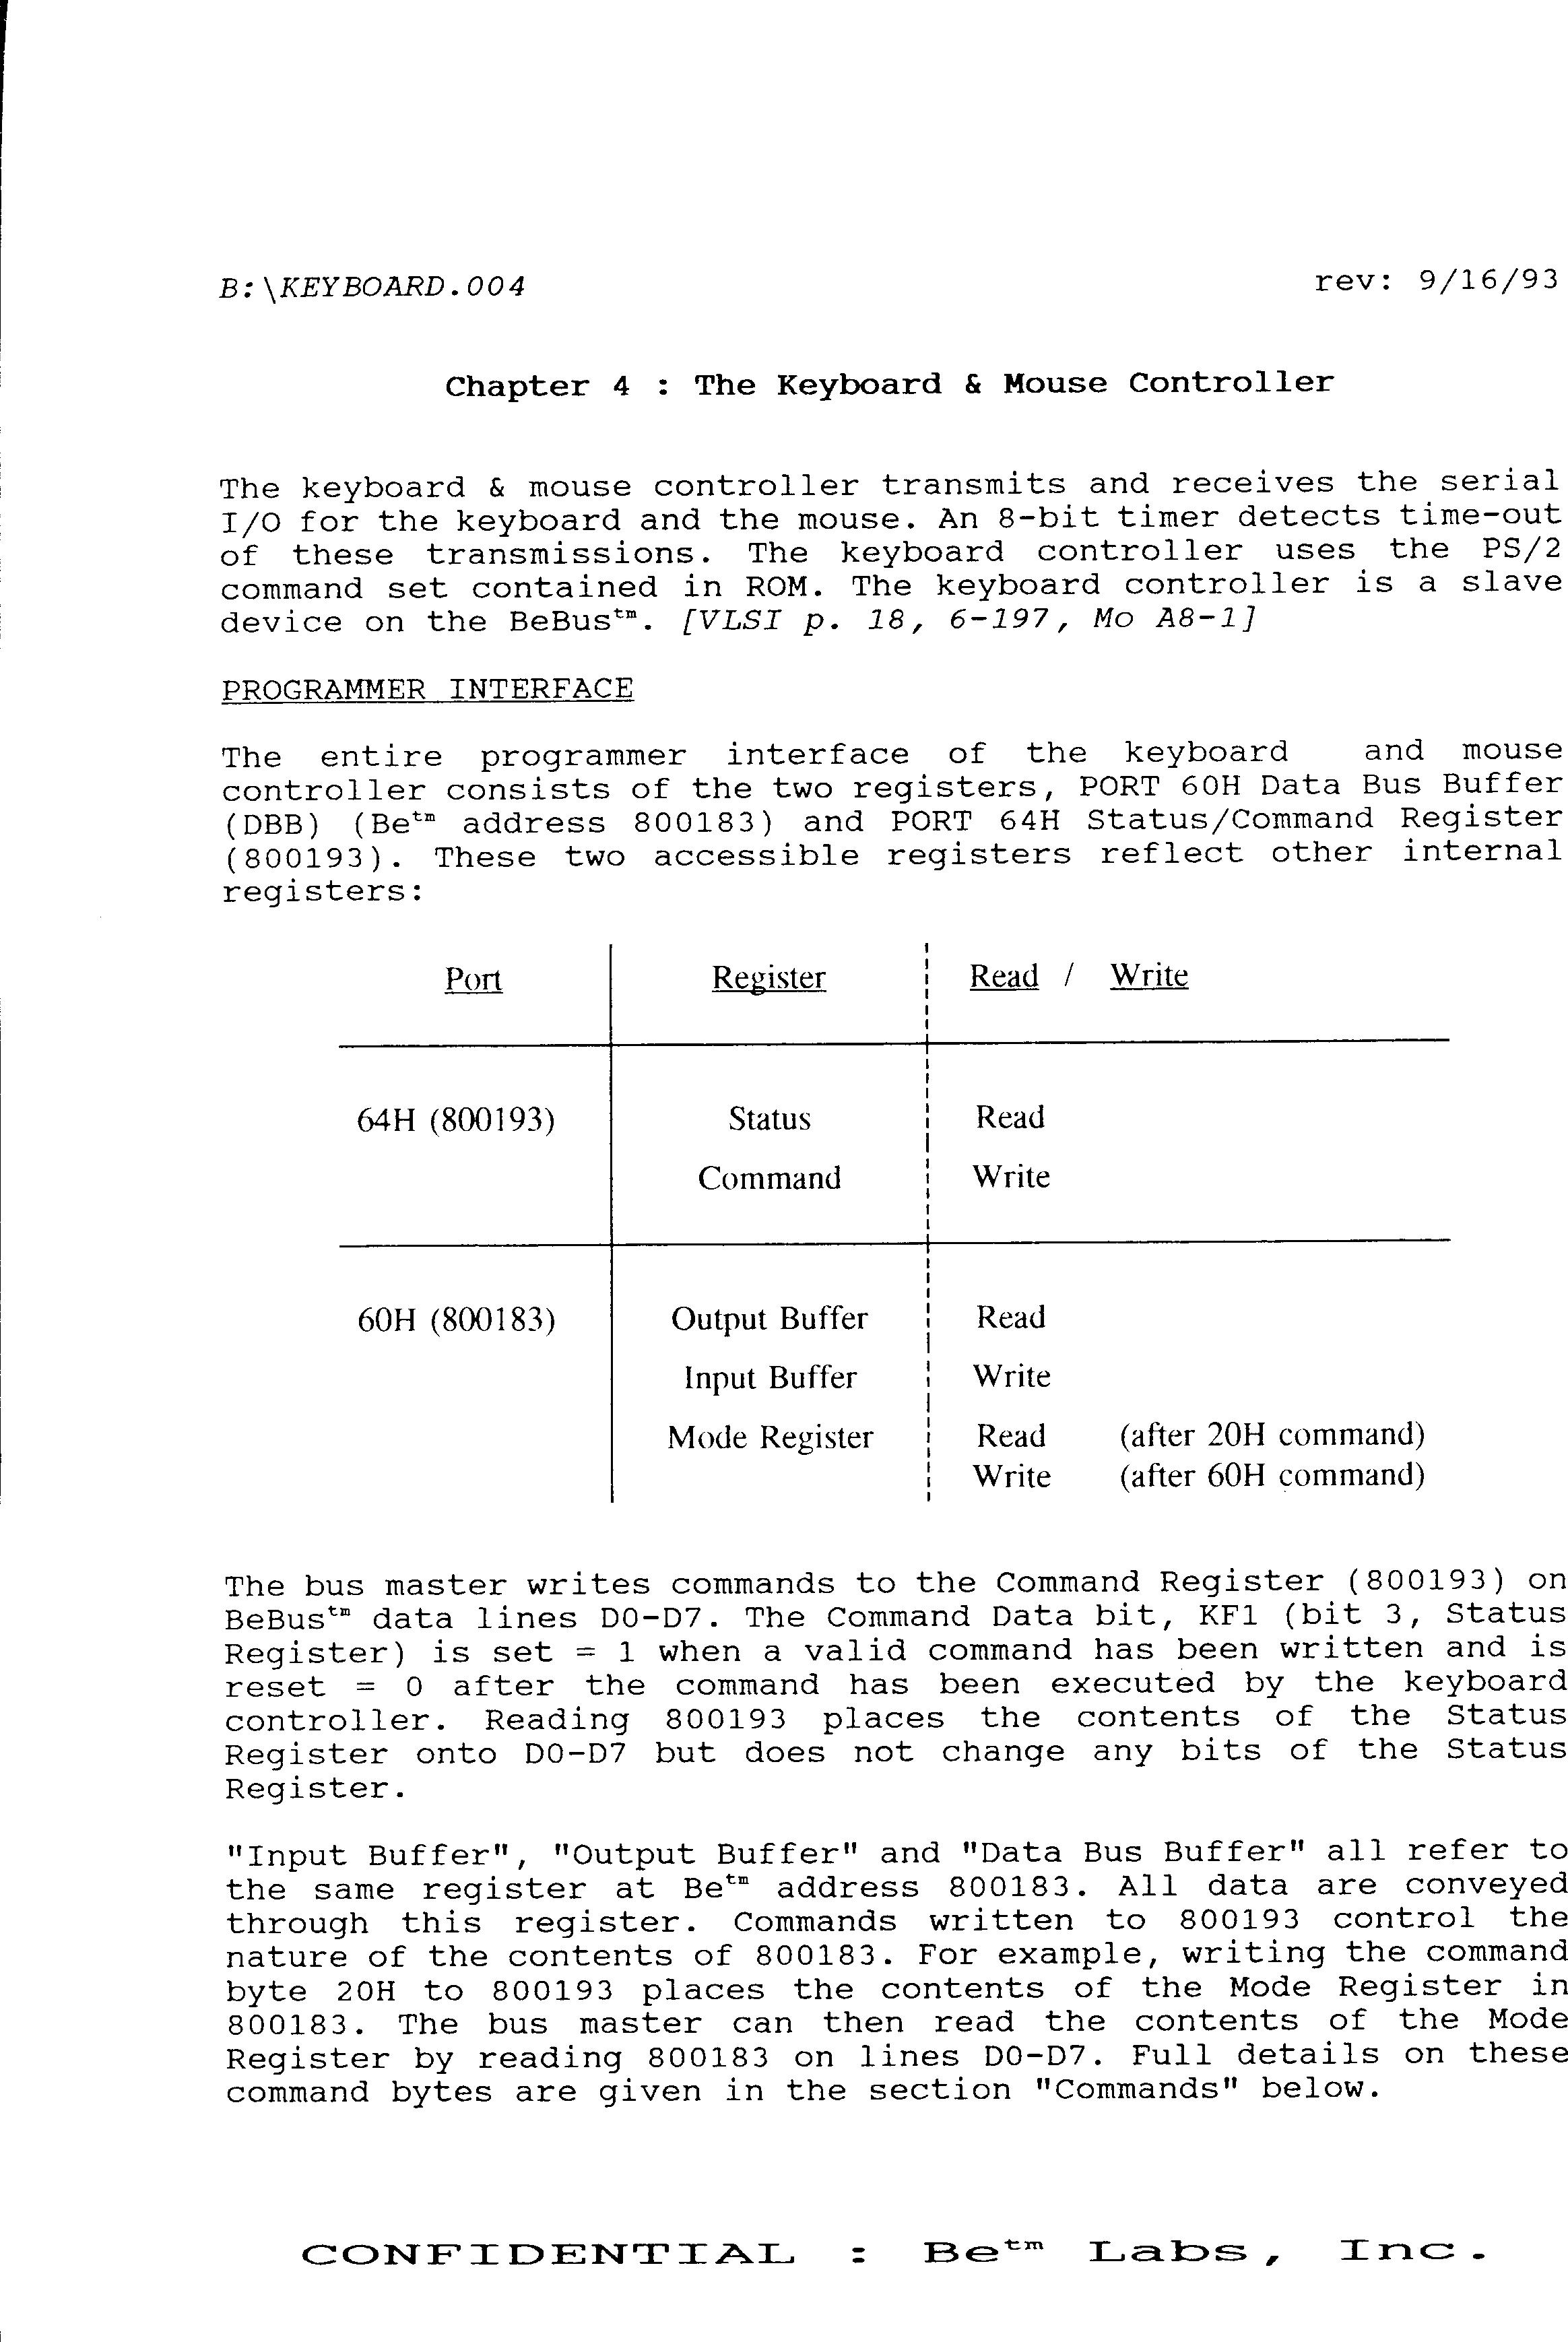 B:\KEYBOARD.004 rev: 9/16/93
Chapter 4 : The Keyboard & Mouse Controller
The keyboard & mouse controller transmits and receives the serial
I/O for the keyboard and the mouse. An 8-bit timer detects time-out
of these transmissions. The keyboard controller uses the PS/2
command set contained in ROM. The keyboard controller is a slave
device on the BeBus™. [VLSI p. 18, 6-197, Mo A8-1]
PROGRAMMER INTERFACE
The entire programmer interface of the keyboard and mouse
controller consists of the two registers, PORT 60H Data Bus Buffer
(DBB) (Be™ address 800183) and PORT 64H Status/Command Register
(800193). These two accessible registers reflect other internal
registers:
Port Register Read / Write
64H (800193) Status Read
Command Write
60H (800183) Output Buffer Read
Input Buffer Write
Mode Register Read (after 20H command)
Write (after 60H command)
The bus master writes commands to the Command Register (800193) on
BeBus™ data lines D0-D7. The Command Data bit, KF1 (bit 3, Status
Register) is set = 1 when a valid command has been written and is
reset = 0 after the command has been executed by the keyboard
controller. Reading 800193 places the contents of the Status
Register onto D0-D7 but does not change any bits of the Status
Register.
"Input Buffer", "Output Buffer" and "Data Bus Buffer" all refer to
the same register at Be™ address 800183. All data are conveyed
through this register. Commands written to 800193 control the
nature of the contents of 800183. For example, writing the command
byte 20H to 800193 places the contents of the Mode Register in
800183. The bus master can then read the contents of the Mode
Register by reading 800183 on lines D0-D7. Full details on these
command bytes are given in the section "Commands" below.
CONFIDENTIAL : Be™ Labs, Inc.